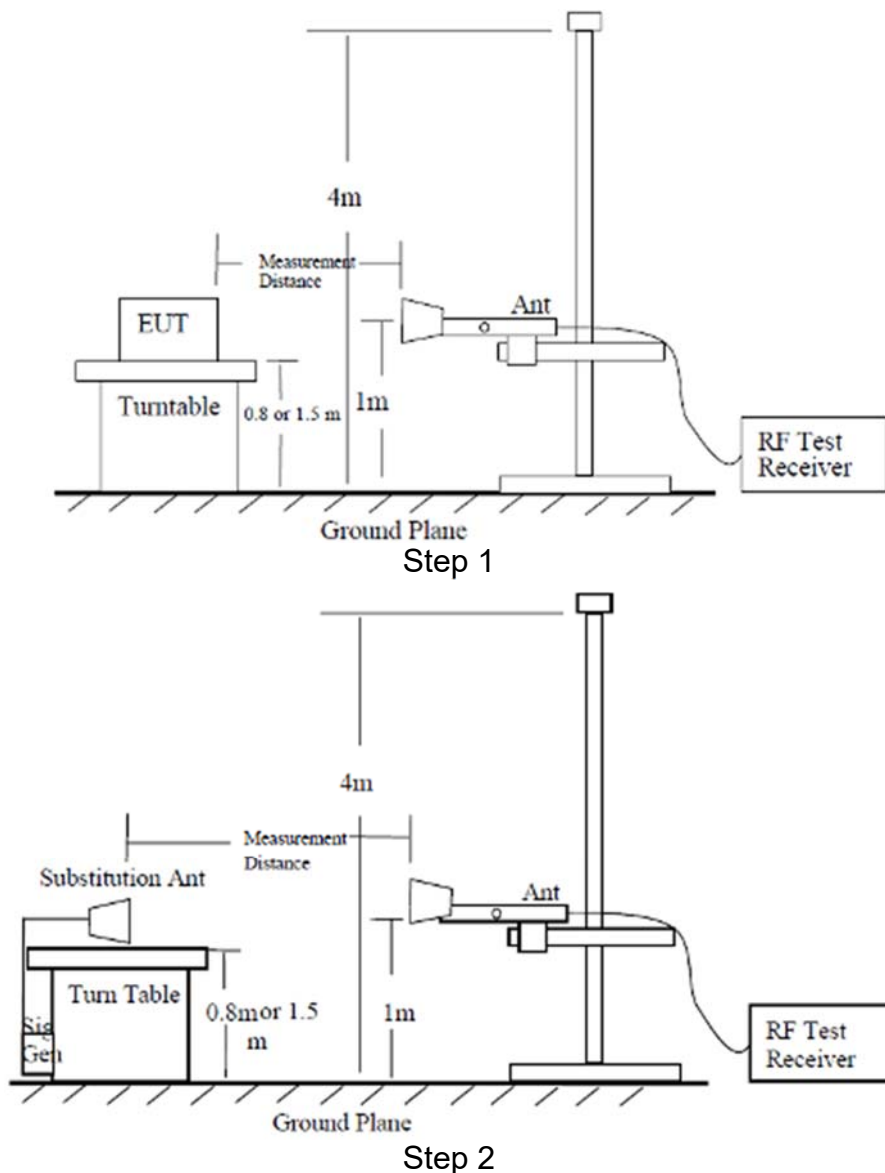 4m
Measurement
Distance
EUT
Ant
Turntable
0.8 or 1.5 m
1m
RF Test
Receiver
Ground Plane
Step 1
4m
Measurement
Distance
Substitution Ant
Ant
Turn Table
0.8m or 1.5
m
1m
Sig
Gen
RF Test
Receiver
Ground Plane
Step 2